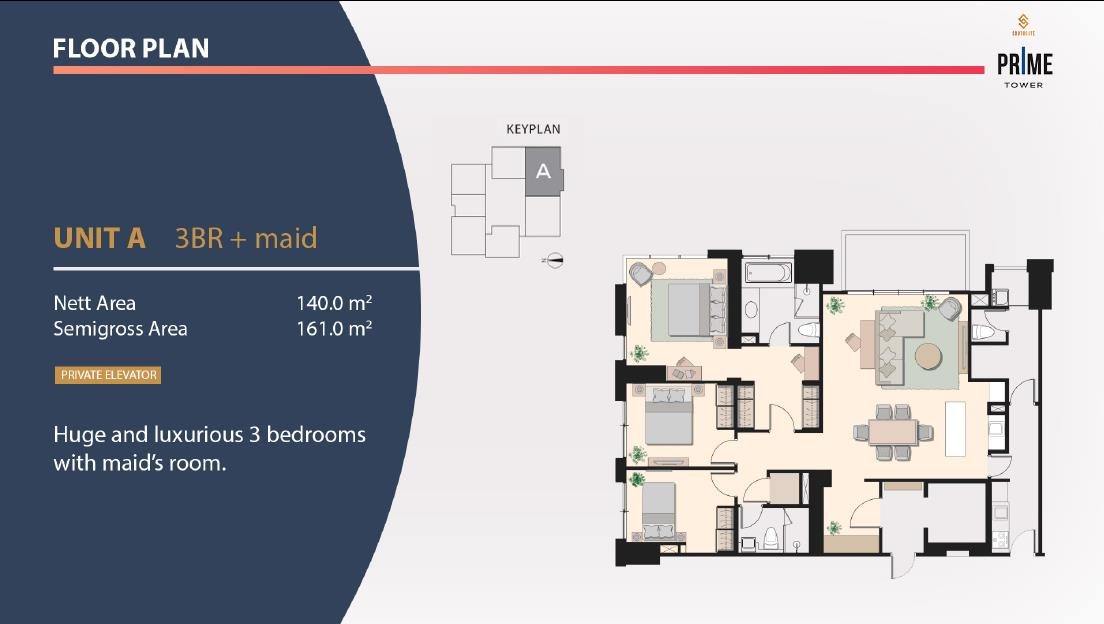 FLOOR PLAN
SOUTHGATE
PRIME
TOWER
KEYPLAN
A
N
UNIT A 3BR + maid
Nett Area 140.0 m²
Semigross Area 161.0 m²
PRIVATE ELEVATOR
Huge and luxurious 3 bedrooms
with maid's room.